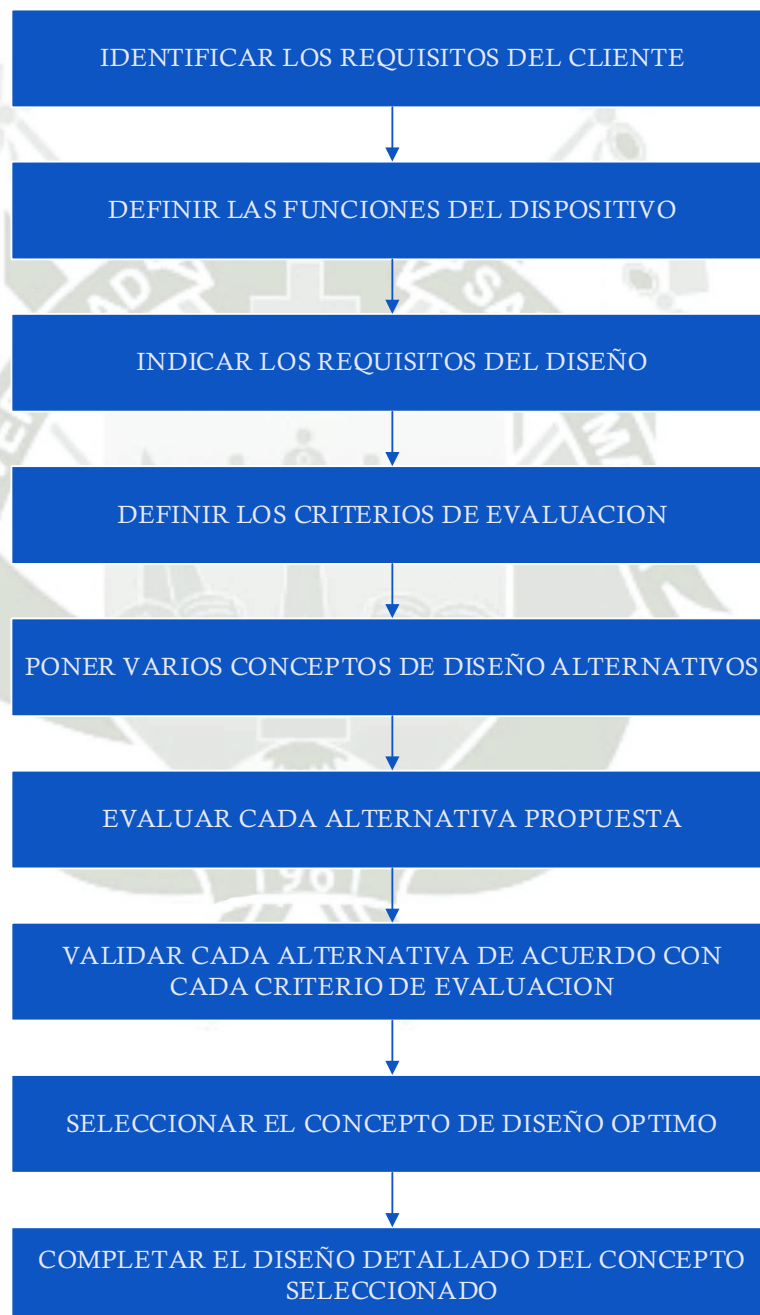 IDENTIFICAR LOS REQUISITOS DEL CLIENTE
DEFINIR LAS FUNCIONES DEL DISPOSITIVO
INDICAR LOS REQUISITOS DEL DISEÑO
DEFINIR LOS CRITERIOS DE EVALUACION
PONER VARIOS CONCEPTOS DE DISEÑO ALTERNATIVOS
EVALUAR CADA ALTERNATIVA PROPUESTA
VALIDAR CADA ALTERNATIVA DE ACUERDO CON
CADA CRITERIO DE EVALUACION
SELECCIONAR EL CONCEPTO DE DISEÑO OPTIMO
COMPLETAR EL DISEÑO DETALLADO DEL CONCEPTO
SELECCIONADO